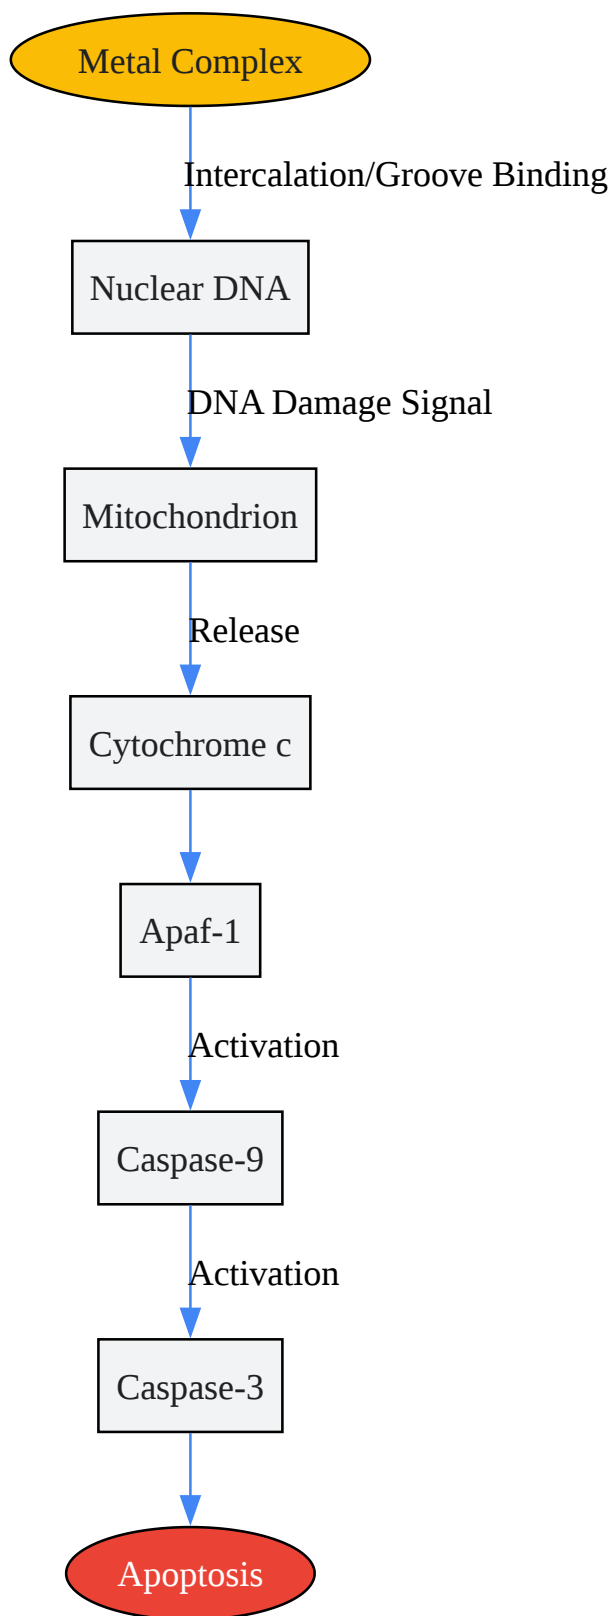 Metal Complex
Intercalation/Groove Binding
Nuclear DNA
DNA Damage Signal
Mitochondrion
Release
Cytochrome c
Apaf-1
Activation
Caspase-9
Activation
Caspase-3
Apoptosis